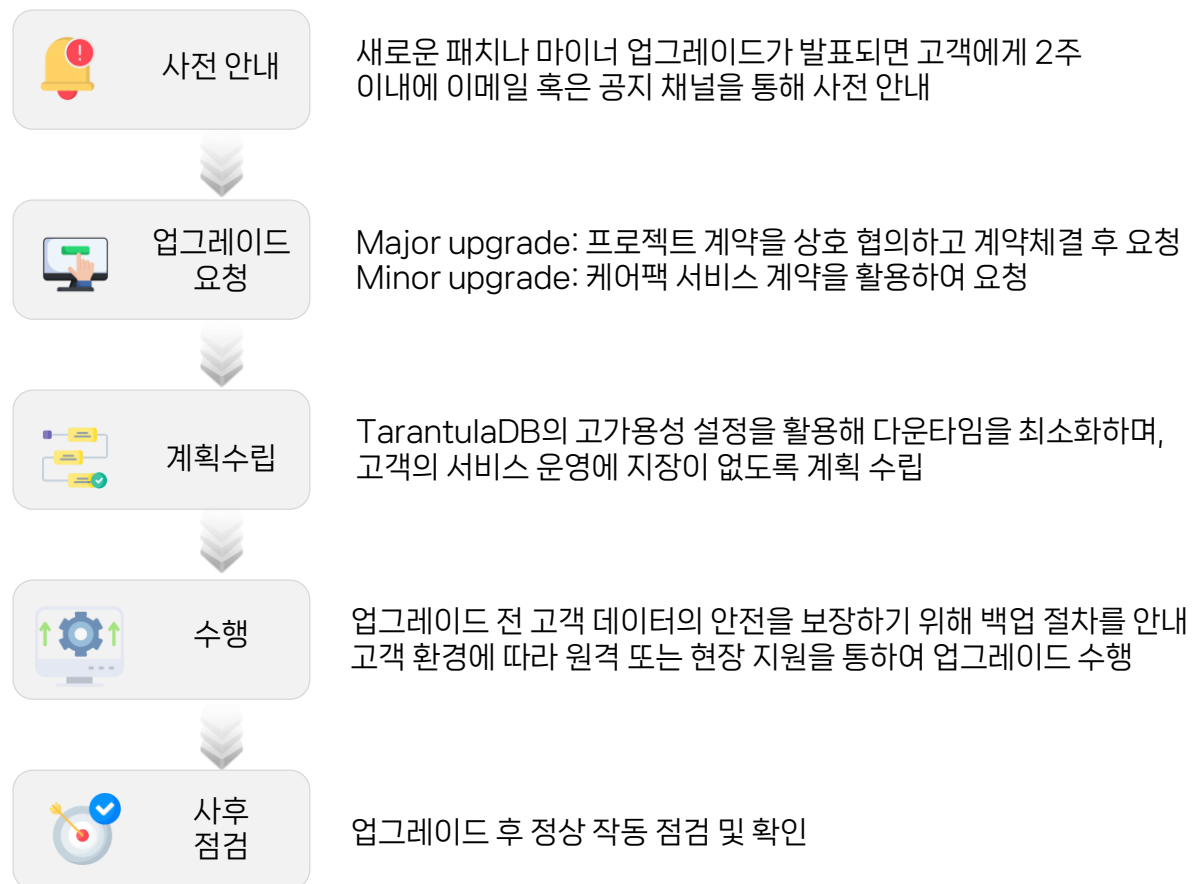 사전 안내
새로운 패치나 마이너 업그레이드가 발표되면 고객에게 2주
이내에 이메일 혹은 공지 채널을 통해 사전 안내
업그레이드
요청
Major upgrade: 프로젝트 계약을 상호 협의하고 계약체결 후 요청
Minor upgrade: 케어팩 서비스 계약을 활용하여 요청
계획수립
TarantulaDB의 고가용성 설정을 활용해 다운타임을 최소화하며,
고객의 서비스 운영에 지장이 없도록 계획 수립
수행
업그레이드 전 고객 데이터의 안전을 보장하기 위해 백업 절차를 안내
고객 환경에 따라 원격 또는 현장 지원을 통하여 업그레이드 수행
사후
점검
업그레이드 후 정상 작동 점검 및 확인